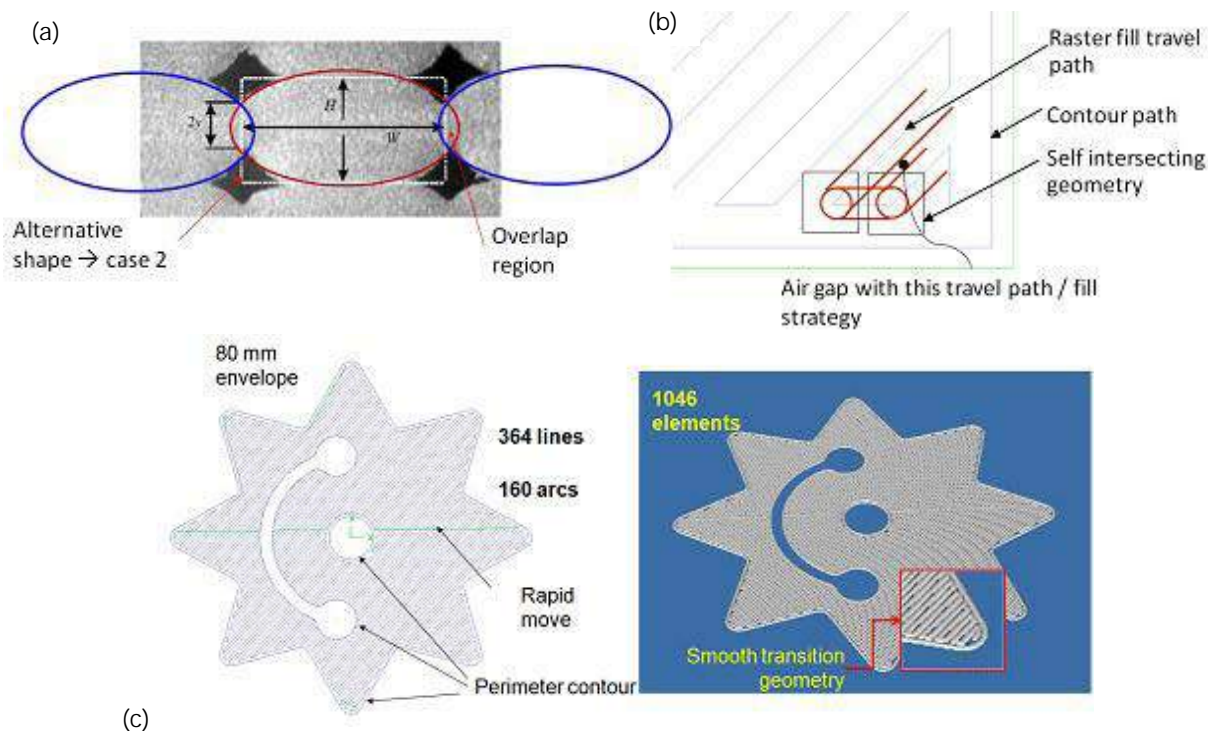 (a)
H
2y
W
Alternative
shape → case 2
Overlap
region
(b)
Raster fill travel
path
Contour path
Self intersecting
geometry
Air gap with this travel path / fill
strategy
80 mm
envelope
364 lines
160 arcs
X
Rapid
move
Perimeter contour
1046
elements
Smooth transition
geometry
(c)